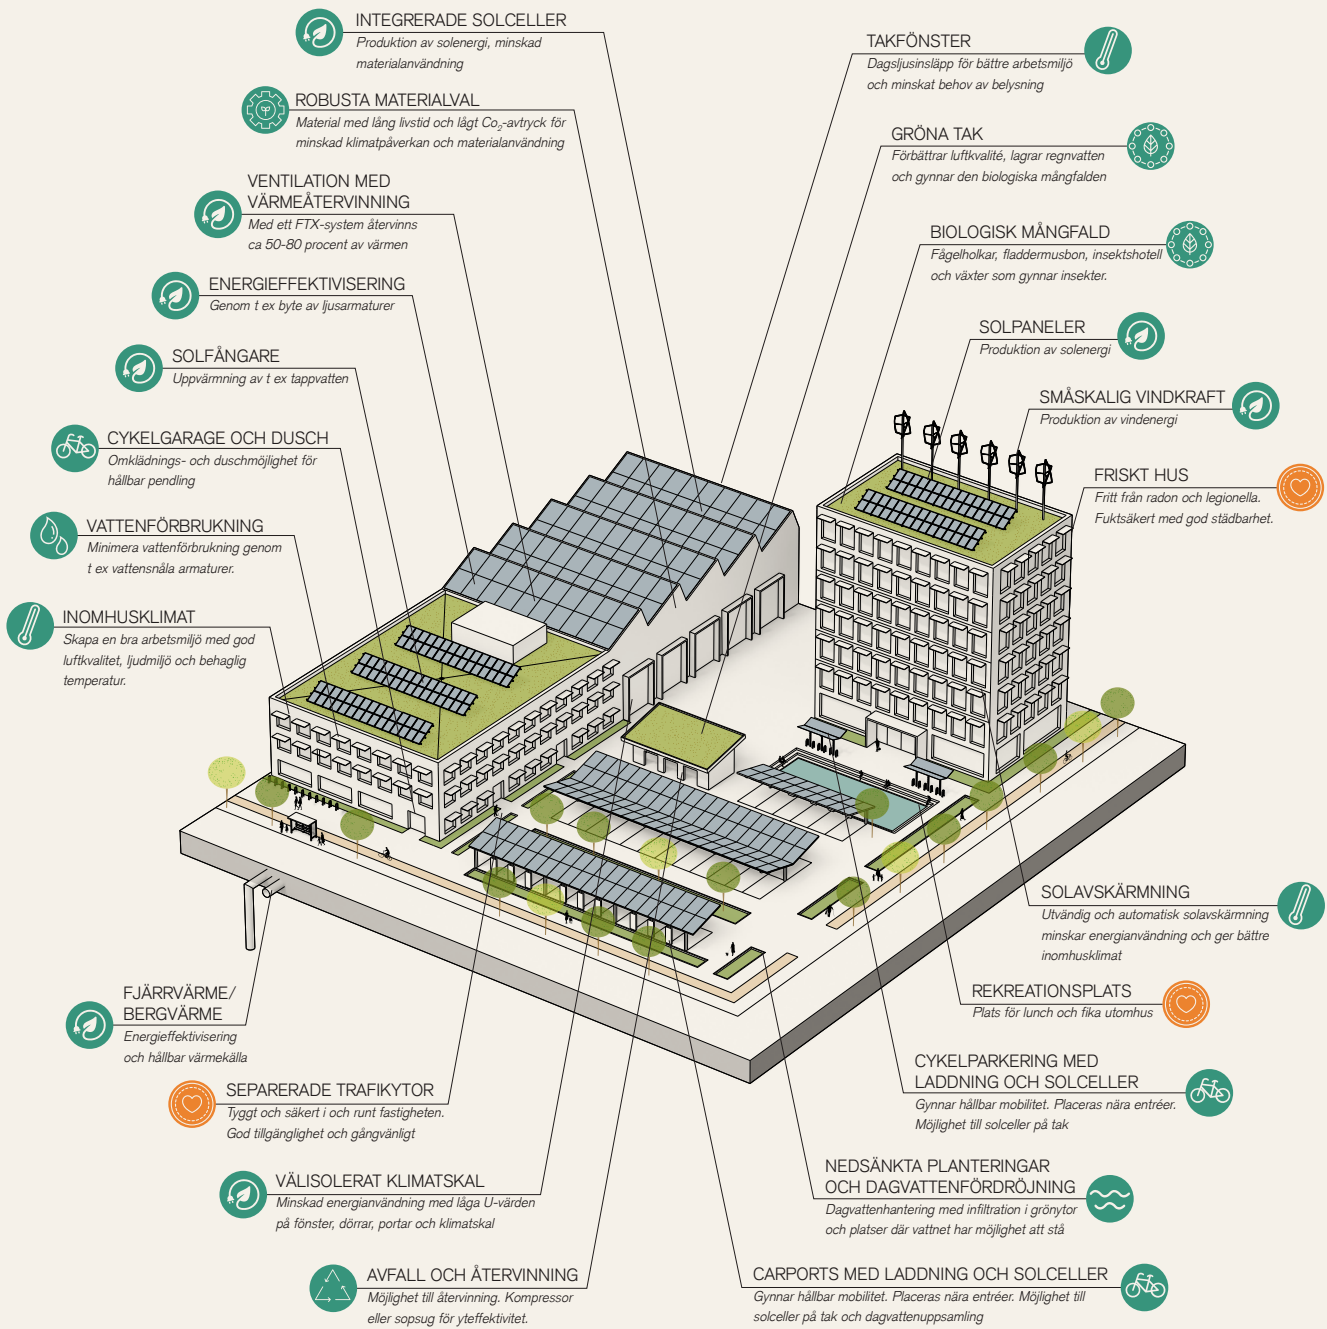 INTEGRERADE SOLCELLER
Produktion av solenergi, minskad
materialanvändning
ROBUSTA MATERIALVAL
Material med lång livstid och lågt Co₂-avtryck för
minskad klimatpåverkan och materialanvändning
VENTILATION MED
VÄRMEÅTERVINNING
Med ett FTX-system återvinns
ca 50-80 procent av värmen
ENERGIEFFEKTIVISERING
Genom t ex byte av ljusarmaturer
SOLFÅNGARE
Uppvärmning av t ex tappvatten
CYKELGARAGE OCH DUSCH
Omklädnings- och duschmöjlighet för
hållbar pendling
VATTENFÖRBRUKNING
Minimera vattenförbrukning genom
t ex vattensnåla armaturer.
INOMHUSKLIMAT
Skapa en bra arbetsmiljö med god
luftkvalitet, ljudmiljö och behaglig
temperatur.
TAKFÖNSTER
Dagsljusinsläpp för bättre arbetsmiljö
och minskat behov av belysning
GRÖNA TAK
Förbättrar luftkvalité, lagrar regnvatten
och gynnar den biologiska mångfalden
BIOLOGISK MÅNGFALD
Fågelholkar, fladdermusbon, insektshotell
och växter som gynnar insekter.
SOLPANELER
Produktion av solenergi
SMÅSKALIG VINDKRAFT
Produktion av vindenergi
FRISKT HUS
Fritt från radon och legionella.
Fuktsäkert med god städbarhet.
SOLAVSKÄRMNING
Utvändig och automatisk solavskärmning
minskar energianvändning och ger bättre
inomhusklimat
REKREATIONSPLATS
Plats för lunch och fika utomhus
CYKELPARKERING MED
LADDNING OCH SOLCELLER
Gynnar hållbar mobilitet. Placeras nära entréer.
Möjlighet till solceller på tak
NEDSÄNKTA PLANTERINGAR
OCH DAGVATTENFÖRDRÖJNING
Dagvattenhantering med infiltration i grönytor
och platser där vattnet har möjlighet att stå
CARPORTS MED LADDNING OCH SOLCELLER
Gynnar hållbar mobilitet. Placeras nära entréer. Möjlighet till
solceller på tak och dagvattenuppsamling
FJÄRRVÄRME/
BERGVÄRME
Energieffektivisering
och hållbar värmekälla
SEPARERADE TRAFIKYTOR
Tyggt och säkert i och runt fastigheten.
God tillgänglighet och gångvänligt
VÄLISOLERAT KLIMATSKAL
Minskad energianvändning med låga U-värden
på fönster, dörrar, portar och klimatskal
AVFALL OCH ÅTERVINNING
Möjlighet till återvinning. Kompressor
eller sopsug för yteffektivitet.